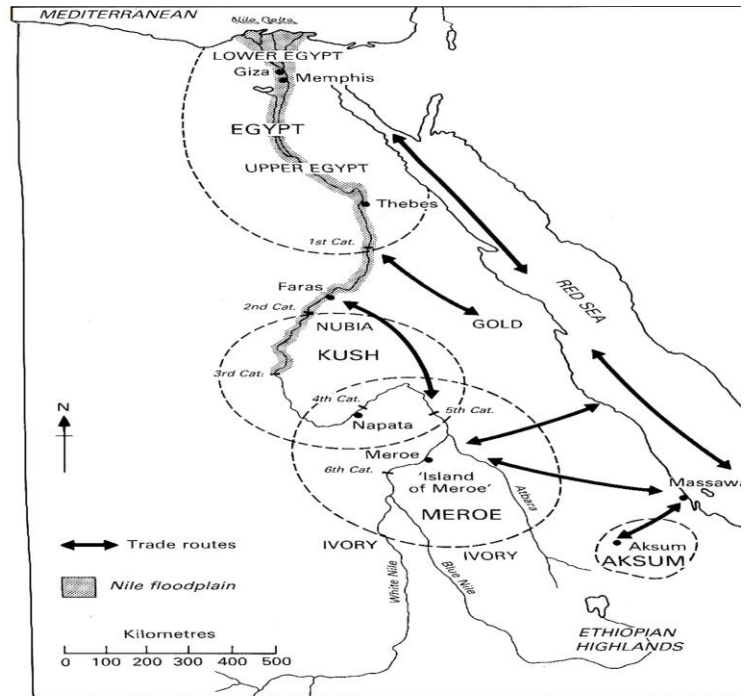 MEDITERRANEAN
Nile Delta
LOWER EGYPT
Giza
Memphis
EGYPT
UPPER EGYPT
Thebes
1st Cat.
Faras
2nd Cat.
NUBIA
GOLD
RED SEA
KUSH
3rd Cat.
4th Cat.
5th Cat.
Napata
N
Meroe
6th Cat.
'Island
of Meroe'
MEROE
Atbara
Massawa
IVORY
IVORY
Aksum
AKSUM
Trade routes
Nile floodplain
White Nile
Blue Nile
Kilometres
0 100 200 300 400 500
ETHIOPIAN
HIGHLANDS